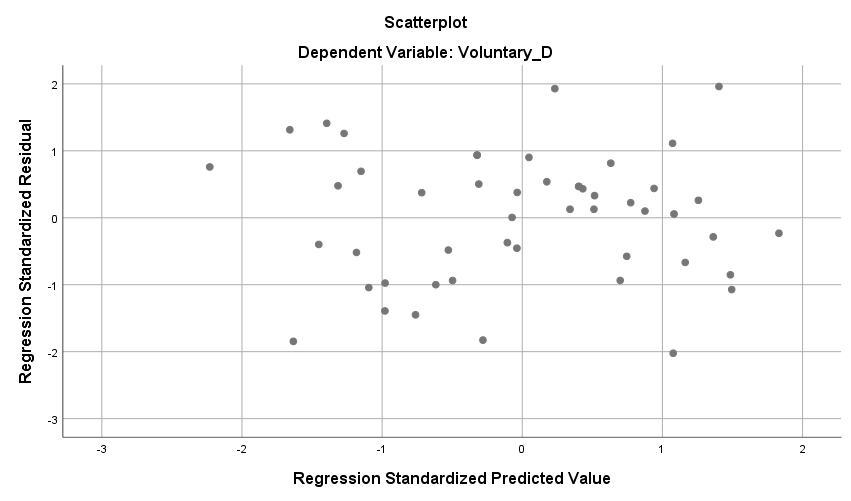 Scatterplot
Dependent Variable: Voluntary_D
Regression Standardized Residual
2
1
0
-1
-2
-3
-3 -2 -1 0 1 2
Regression Standardized Predicted Value